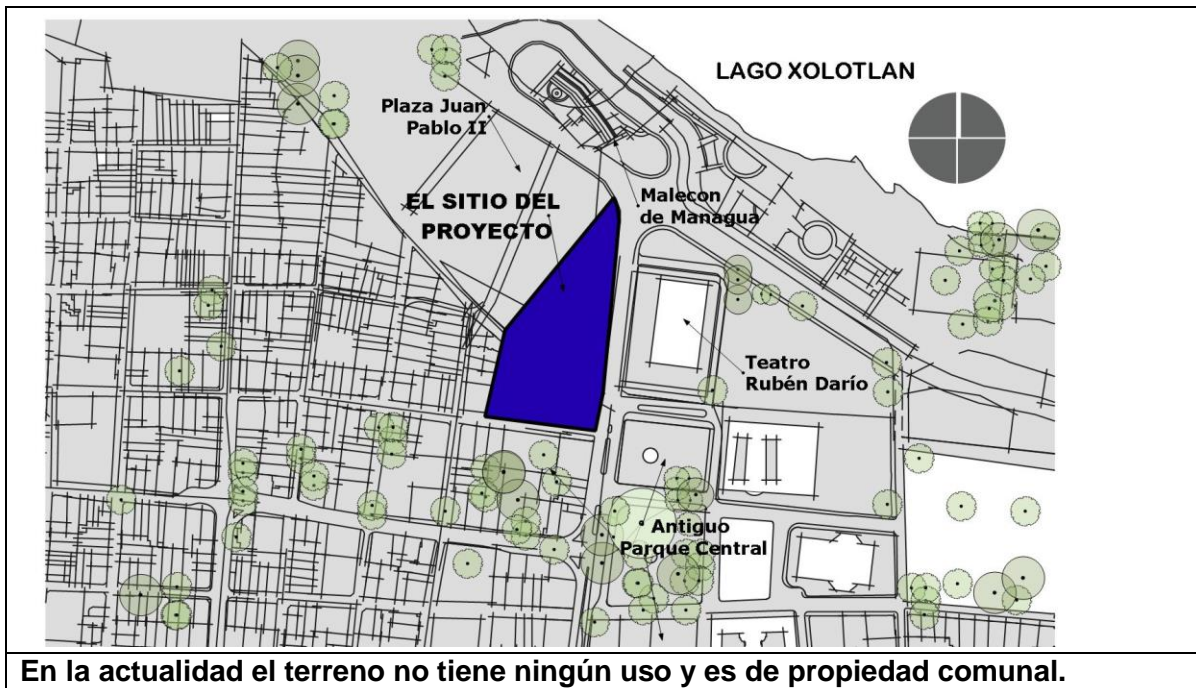 LAGO XOLOTLAN
Plaza Juan
Pablo II
EL SITIO DEL
PROYECTO
Malecon
de Managua
Teatro
Rubén Darío
Antiguo
Parque Central
En la actualidad el terreno no tiene ningún uso y es de propiedad comunal.